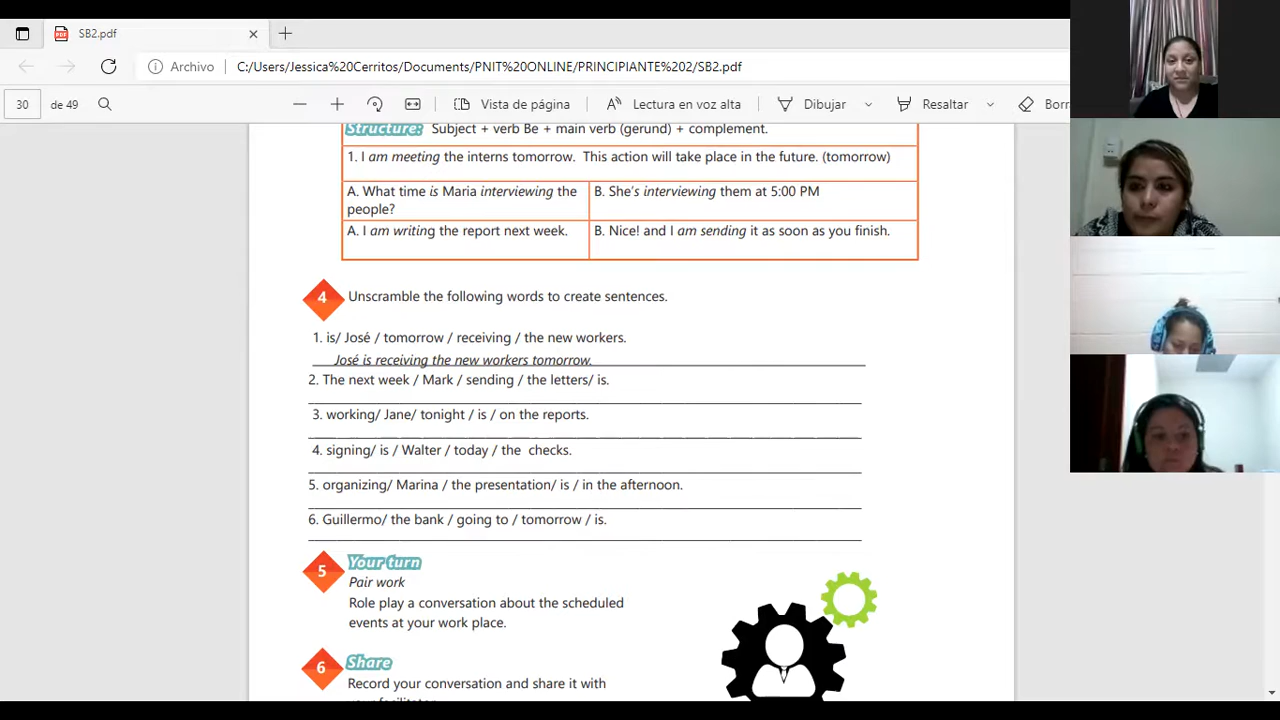 SB2.pdf
Archivo
C:/Users/Jessica%20Cerritos/Documents/PNIT%20ONLINE/PRINCIPIANTE%202/SB2.pdf
30
de 49
Vista de página
Lectura en voz alta
Dibujar
Resaltar
Borr
Structure: Subject + verb Be + main verb (gerund) + complement.
1. I am meeting the interns tomorrow. This action will take place in the future. (tomorrow)
A. What time is Maria interviewing the people?
B. She's interviewing them at 5:00 PM
A. I am writing the report next week.
B. Nice! and I am sending it as soon as you finish.
4 Unscramble the following words to create sentences.
1. is/ José / tomorrow / receiving / the new workers.
José is receiving the new workers tomorrow.
2. The next week / Mark / sending / the letters/ is.
3. working/ Jane/ tonight / is / on the reports.
4. signing/ is / Walter / today / the checks.
5. organizing/ Marina / the presentation/ is / in the afternoon.
6. Guillermo/ the bank / going to / tomorrow / is.
5 Your turn
Pair work
Role play a conversation about the scheduled
events at your work place.
6 Share
Record your conversation and share it with